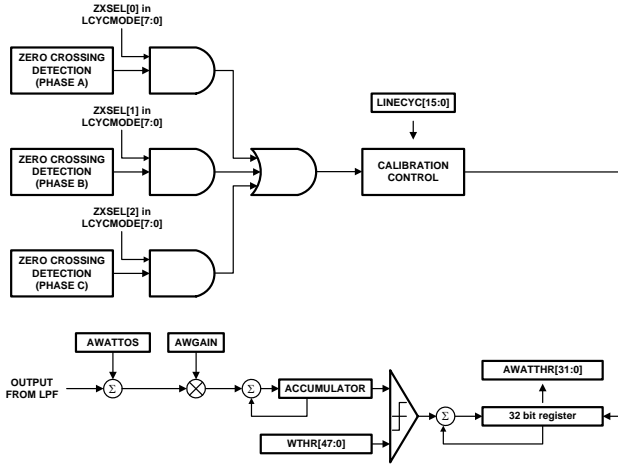 ZXSEL[0] in
LCYCMODE[7:0]
ZERO CROSSING
DETECTION
(PHASE A)
ZXSEL[1] in
LCYCMODE[7:0]
LINECYC[15:0]
ZERO CROSSING
DETECTION
(PHASE B)
CALIBRATION
CONTROL
ZXSEL[2] in
LCYCMODE[7:0]
ZERO CROSSING
DETECTION
(PHASE C)
AWATTOS
AWGAIN
AWATTHR[31:0]
OUTPUT
FROM LPF
Σ
Σ
ACCUMULATOR
Σ
32 bit register
WTHR[47:0]